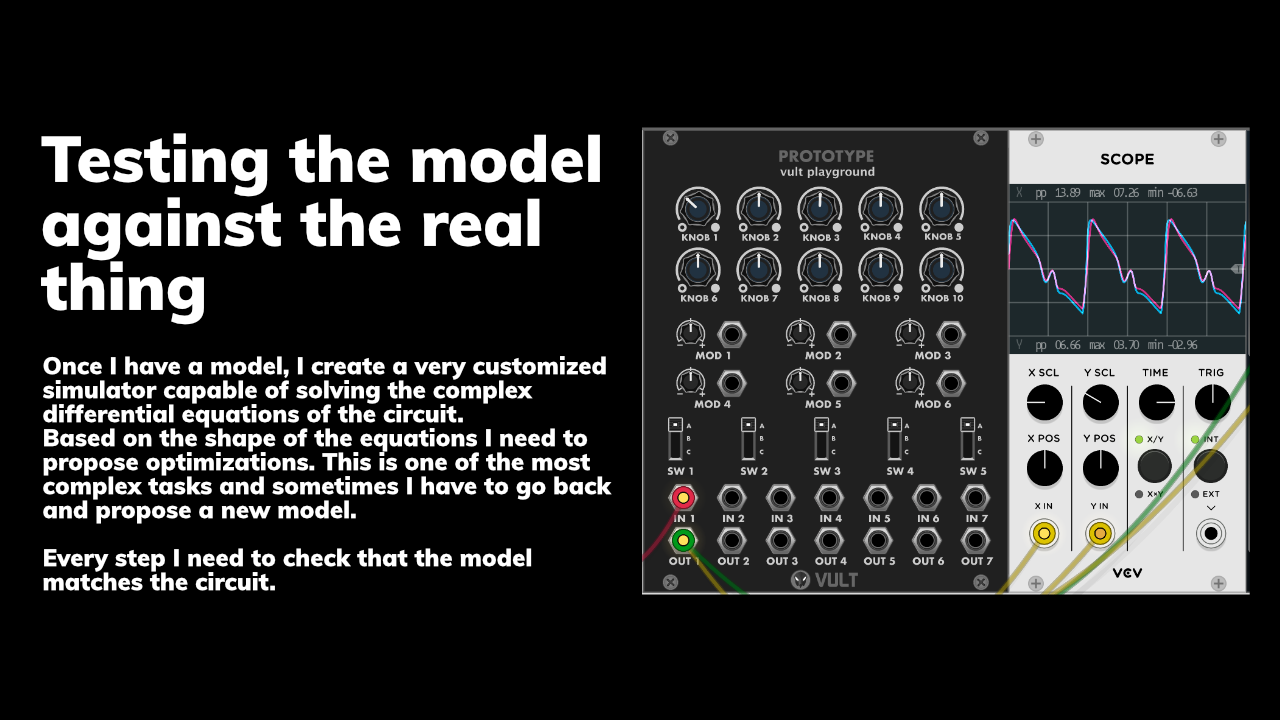 Testing the model
against the real
thing
Once I have a model, I create a very customized
simulator capable of solving the complex
differential equations of the circuit.
Based on the shape of the equations I need to
propose optimizations. This is one of the most
complex tasks and sometimes I have to go back
and propose a new model.
Every step I need to check that the model
matches the circuit.
PROTOTYPE
vult playground
KNOB 1 KNOB 2 KNOB 3 KNOB 4 KNOB 5
KNOB 6 KNOB 7 KNOB 8 KNOB 9 KNOB 10
MOD 1 MOD 2 MOD 3
MOD 4 MOD 5 MOD 6
A A A A A
B B B B B
C C C C C
SW 1 SW 2 SW 3 SW 4 SW 5
IN 1 IN 2 IN 3 IN 4 IN 5 IN 6 IN 7
OUT 1 OUT 2 OUT 3 OUT 4 OUT 5 OUT 6 OUT 7
VULT
SCOPE
X pp 13.89 max 07.26 min -06.63
T
Y pp 06.66 max 03.70 min -02.96
X SCL Y SCL TIME TRIG
X POS Y POS X/Y INT
X×Y EXT
X IN Y IN
VCV